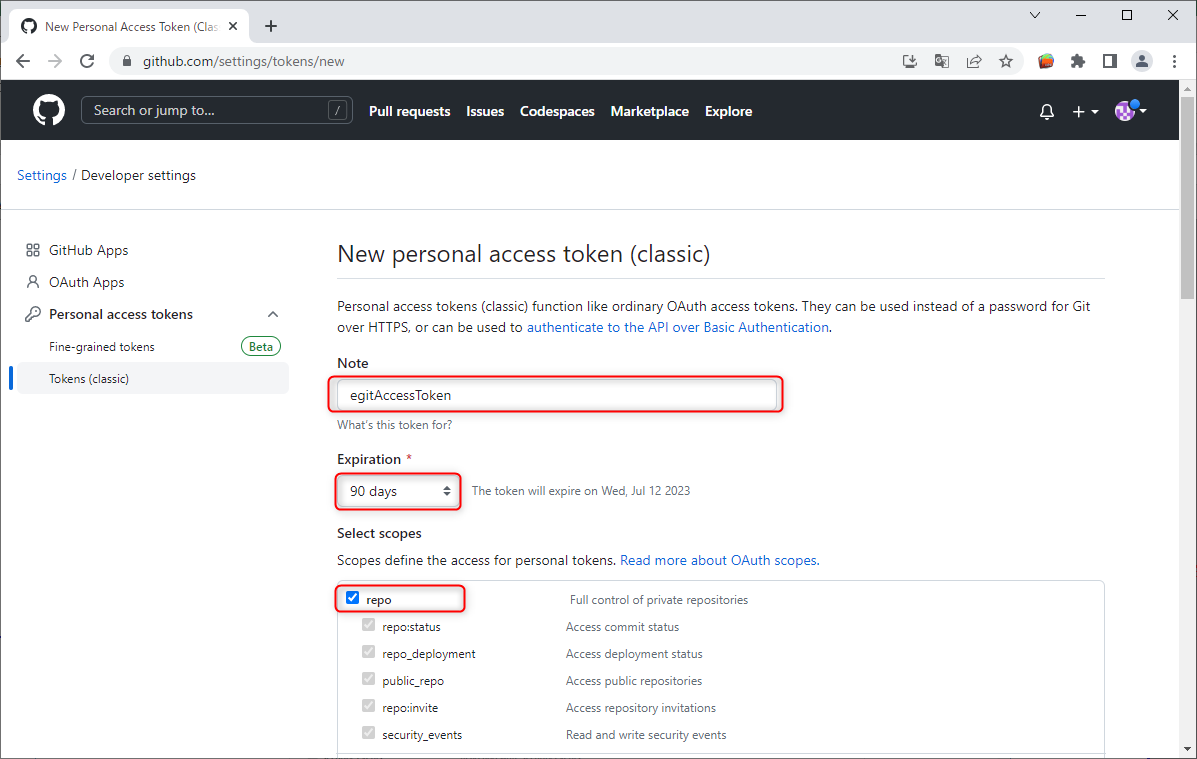 New Personal Access Token (Clas
github.com/settings/tokens/new
Search or jump to... /
Pull requests Issues Codespaces Marketplace Explore
Settings / Developer settings
GitHub Apps
OAuth Apps
Personal access tokens
Fine-grained tokens Beta
Tokens (classic)
New personal access token (classic)
Personal access tokens (classic) function like ordinary OAuth access tokens. They can be used instead of a password for Git
over HTTPS, or can be used to authenticate to the API over Basic Authentication.
Note
egitAccessToken
What's this token for?
Expiration *
90 days The token will expire on Wed, Jul 12 2023
Select scopes
Scopes define the access for personal tokens. Read more about OAuth scopes.
repo Full control of private repositories
repo:status Access commit status
repo_deployment Access deployment status
public_repo Access public repositories
repo:invite Access repository invitations
security_events Read and write security events